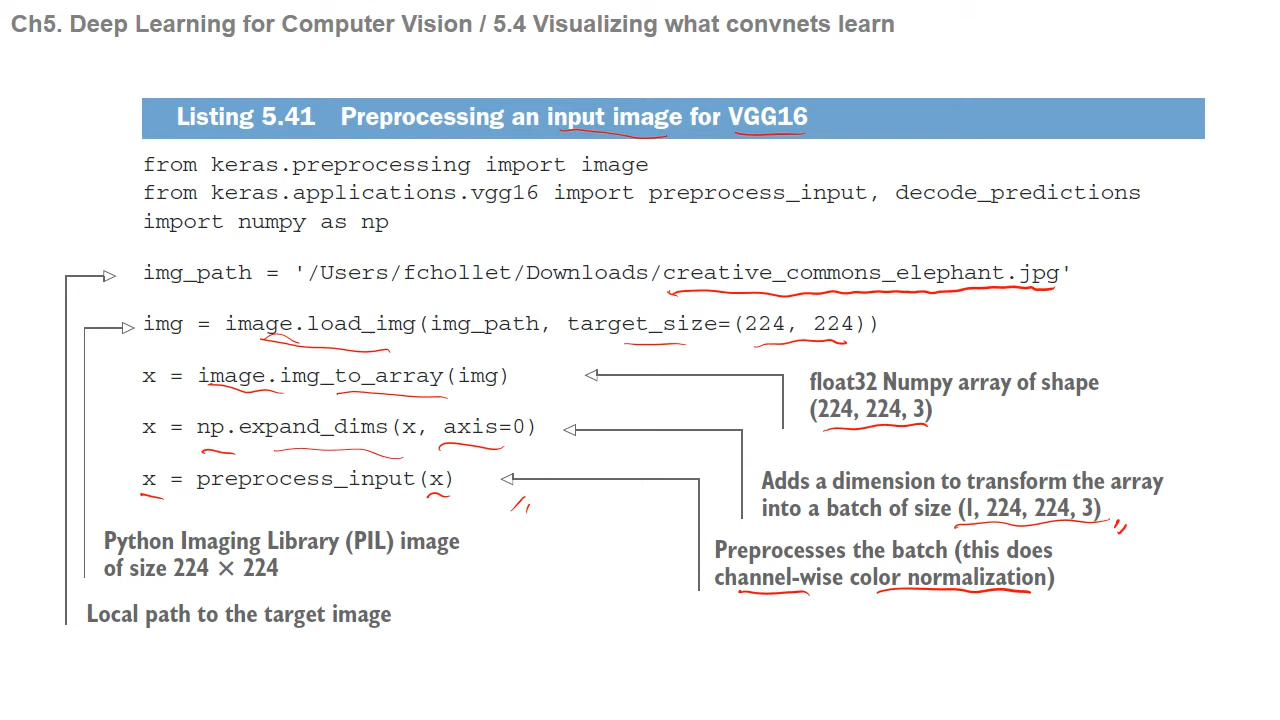 Ch5. Deep Learning for Computer Vision / 5.4 Visualizing what convnets learn
Listing 5.41 Preprocessing an input image for VGG16
from keras.preprocessing import image
from keras.applications.vgg16 import preprocess_input, decode_predictions
import numpy as np
img_path = '/Users/fchollet/Downloads/creative_commons_elephant.jpg'
img = image.load_img(img_path, target_size=(224, 224))
x = image.img_to_array(img)
float32 Numpy array of shape
(224, 224, 3)
x = np.expand_dims(x, axis=0)
x = preprocess_input(x)
Adds a dimension to transform the array
into a batch of size (1, 224, 224, 3)
Preprocesses the batch (this does
channel-wise color normalization)
Python Imaging Library (PIL) image
of size 224 × 224
Local path to the target image